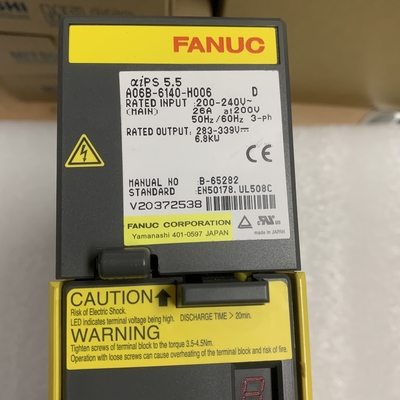 FANUC
αiPS 5.5
A06B-6140-H006 D
RATED INPUT :200-240V~
(MAIN) 26A at200V
50Hz/60Hz 3-ph
RATED OUTPUT: 283-339V
6.8KW
CE
MANUAL NO B-65282
STANDARD EN50178.UL508C
V20372538
FANUC CORPORATION
Yamanashi 401-0597 JAPAN
CAUTION
Risk of Electric Shock.
LED indicates terminal voltage being high. DISCHARGE TIME > 20min.
WARNING
Tighten screws of terminal block to the torque 3.5-4.5Nm.
Operation with loose screws can cause overheating of the terminal block and risk of fire.